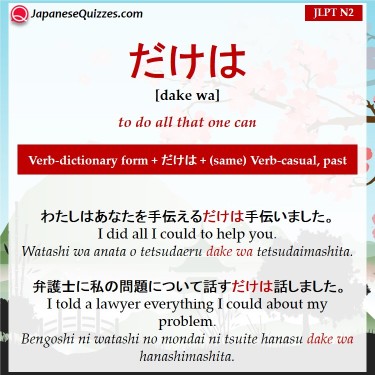 JapaneseQuizzes.com
JLPT N2
だけは
[dake wa]
to do all that one can
Verb-dictionary form + だけは + (same) Verb-casual, past
わたしはあなたを手伝えるだけは手伝いました。
I did all I could to help you.
Watashi wa anata o tetsudaeru dake wa tetsudaimashita.
弁護士に私の問題について話すだけは話しました。
I told a lawyer everything I could about my
problem.
Bengoshi ni watashi no mondai ni tsuite hanasu dake wa
hanashimashita.